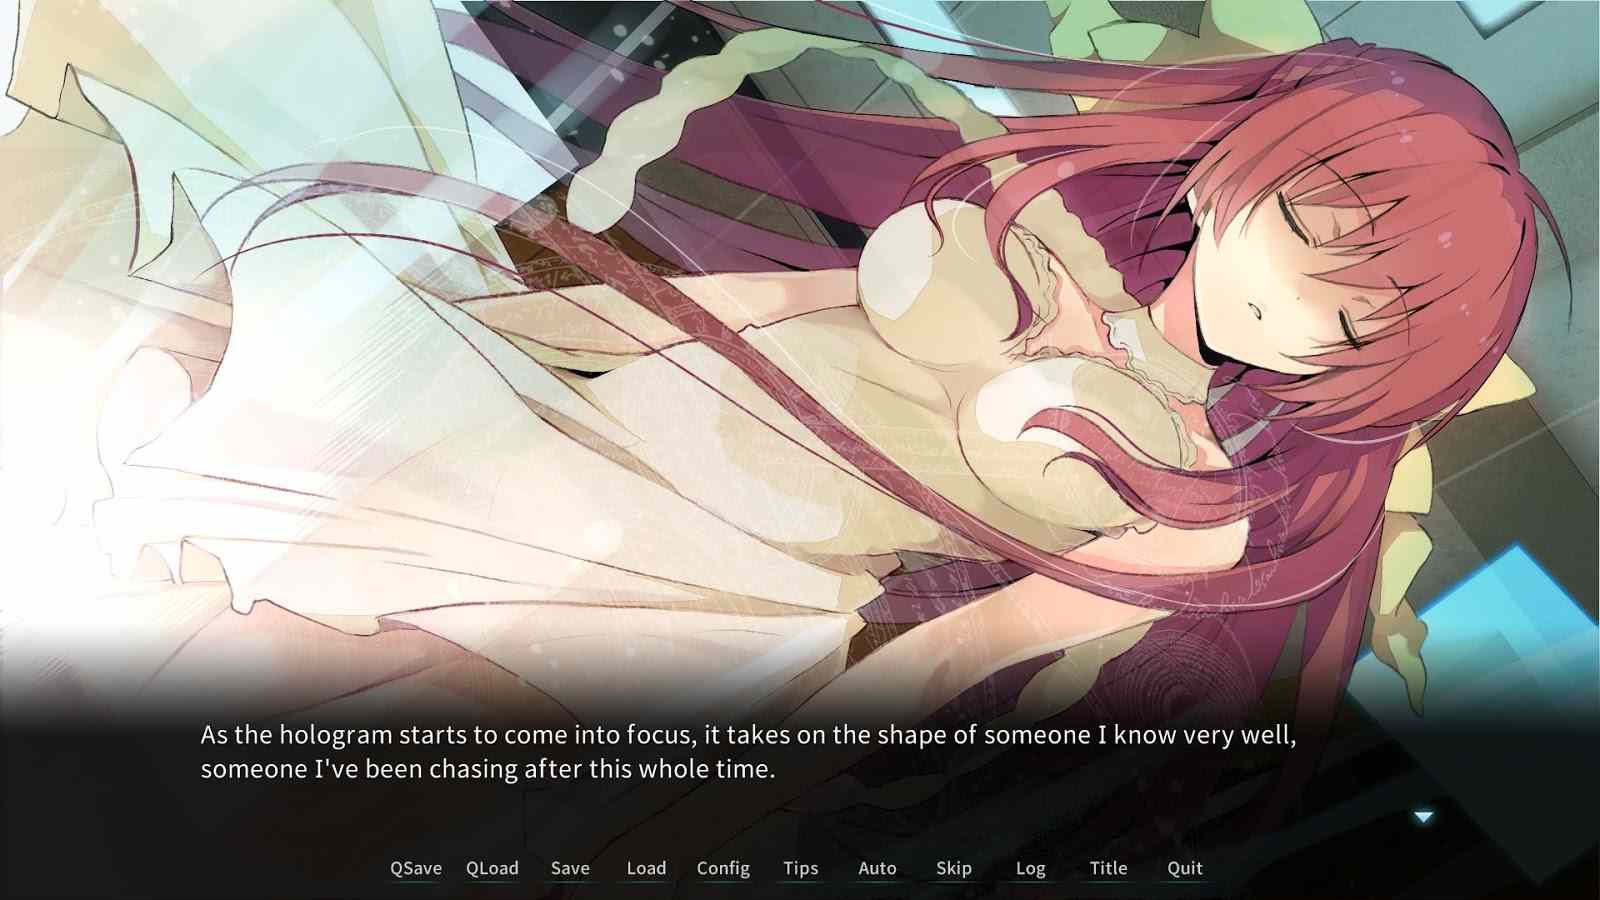 As the hologram starts to come into focus, it takes on the shape of someone I know very well,
someone I've been chasing after this whole time.
QSave QLoad Save Load Config Tips Auto Skip Log Title Quit